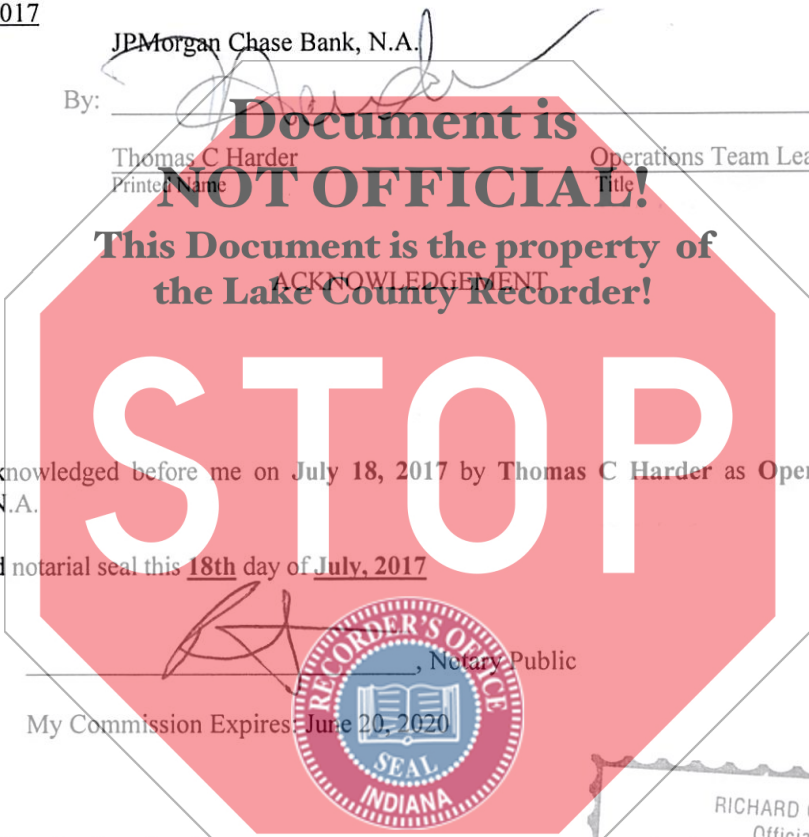 017
JPMorgan Chase Bank, N.A.
By:
Document is
Thomas C Harder Operations Team Lea
NOT OFFICIAL!
Printed Name Title
This Document is the property of
ACKNOWLEDGEMENT
the Lake County Recorder!
STOP
knowledged before me on July 18, 2017 by Thomas C Harder as Oper
N.A.
d notarial seal this 18th day of July, 2017
, Notary Public
My Commission Expires: June 20, 2020
RECORDER'S OFFICE
SEAL
INDIANA
RICHARD
Officia